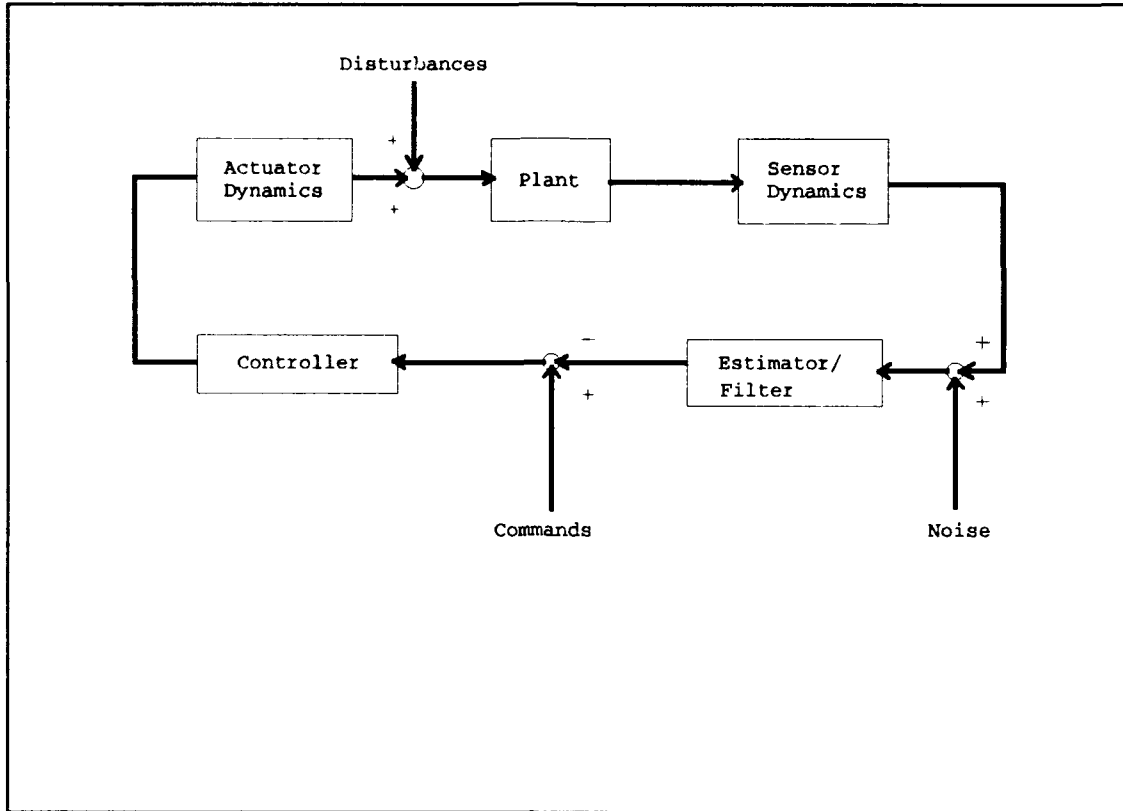 Disturbances
+
Actuator
Dynamics
+
Plant
Sensor
Dynamics
Controller
−
+
Estimator/
Filter
+
+
Commands
Noise